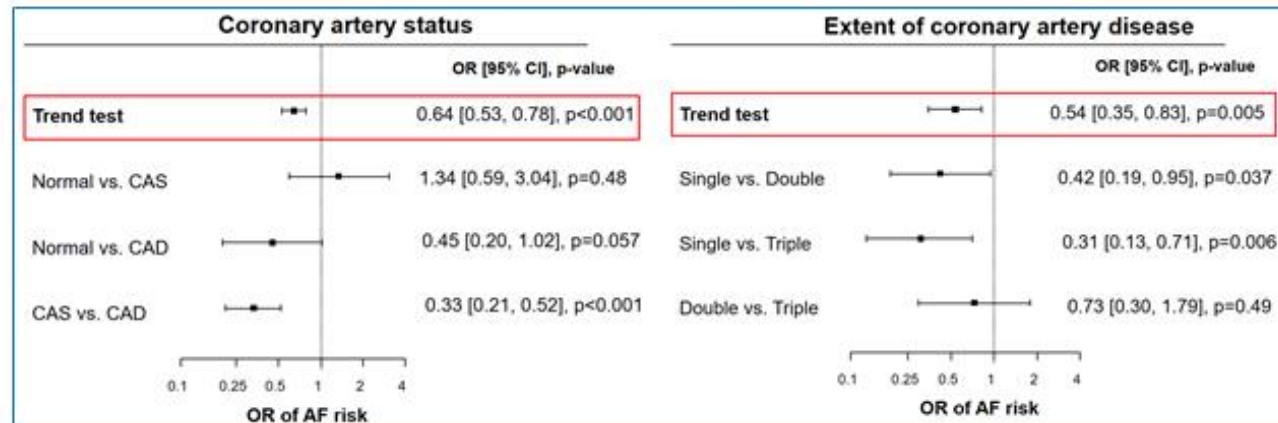 Coronary artery status
OR [95% CI], p-value
Trend test 0.64 [0.53, 0.78], p<0.001
Normal vs. CAS 1.34 [0.59, 3.04], p=0.48
Normal vs. CAD 0.45 [0.20, 1.02], p=0.057
CAS vs. CAD 0.33 [0.21, 0.52], p<0.001
0.1 0.25 0.5 1 2 4
OR of AF risk
Extent of coronary artery disease
OR [95% CI], p-value
Trend test 0.54 [0.35, 0.83], p=0.005
Single vs. Double 0.42 [0.19, 0.95], p=0.037
Single vs. Triple 0.31 [0.13, 0.71], p=0.006
Double vs. Triple 0.73 [0.30, 1.79], p=0.49
0.1 0.25 0.5 1 2 4
OR of AF risk